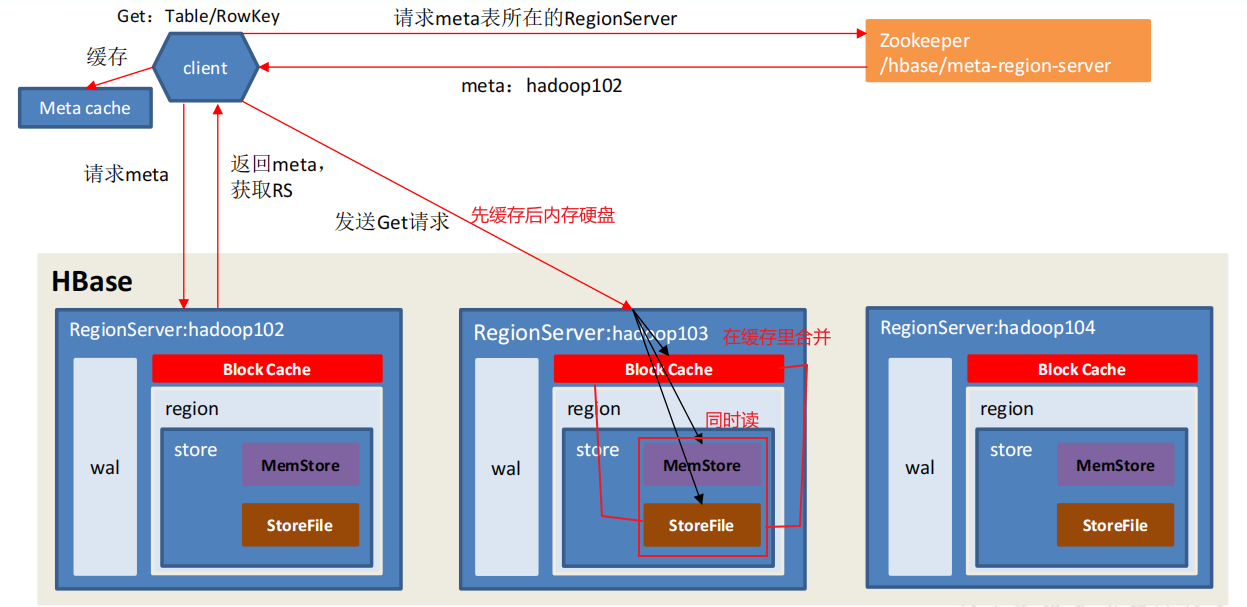 Get：Table/RowKey
请求meta表所在的RegionServer
缓存
client
Zookeeper
/hbase/meta-region-server
meta：hadoop102
Meta cache
请求meta
返回meta，
获取RS
发送Get请求
先缓存后内存硬盘
HBase
RegionServer:hadoop102
Block Cache
region
wal
store
MemStore
StoreFile
RegionServer:hadoop103
在缓存里合并
Block Cache
region
同时读
wal
store
MemStore
StoreFile
RegionServer:hadoop104
Block Cache
region
wal
store
MemStore
StoreFile